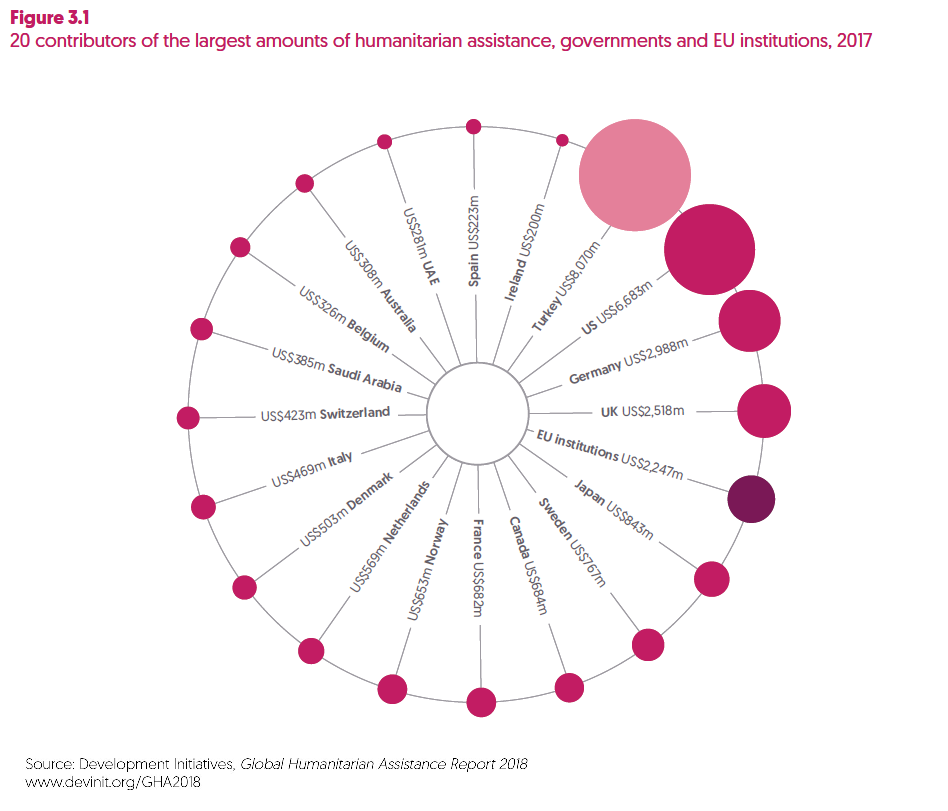 Figure 3.1
20 contributors of the largest amounts of humanitarian assistance, governments and EU institutions, 2017
Turkey US$8,070m
US US$6,683m
Germany US$2,988m
UK US$2,518m
EU institutions US$2,247m
Japan US$843m
Sweden US$767m
Canada US$684m
France US$682m
US$653m Norway
US$569m Netherlands
US$503m Denmark
US$469m Italy
US$423m Switzerland
US$385m Saudi Arabia
US$326m Belgium
US$308m Australia
US$281m UAE
Spain US$223m
Ireland US$200m
Source: Development Initiatives, Global Humanitarian Assistance Report 2018
www.devinit.org/GHA2018